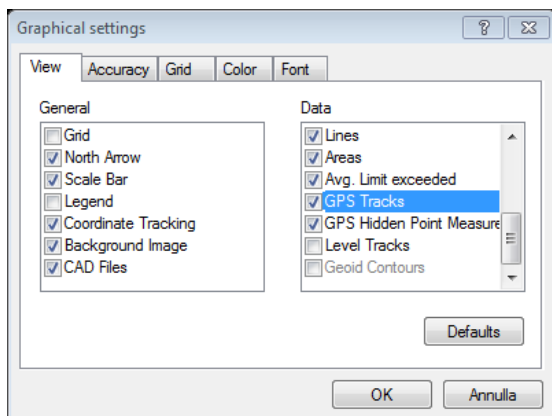 Graphical settings
View Accuracy Grid Color Font
General
Grid
North Arrow
Scale Bar
Legend
Coordinate Tracking
Background Image
CAD Files
Data
Lines
Areas
Avg. Limit exceeded
GPS Tracks
GPS Hidden Point Measure
Level Tracks
Geoid Contours
Defaults
OK Annulla